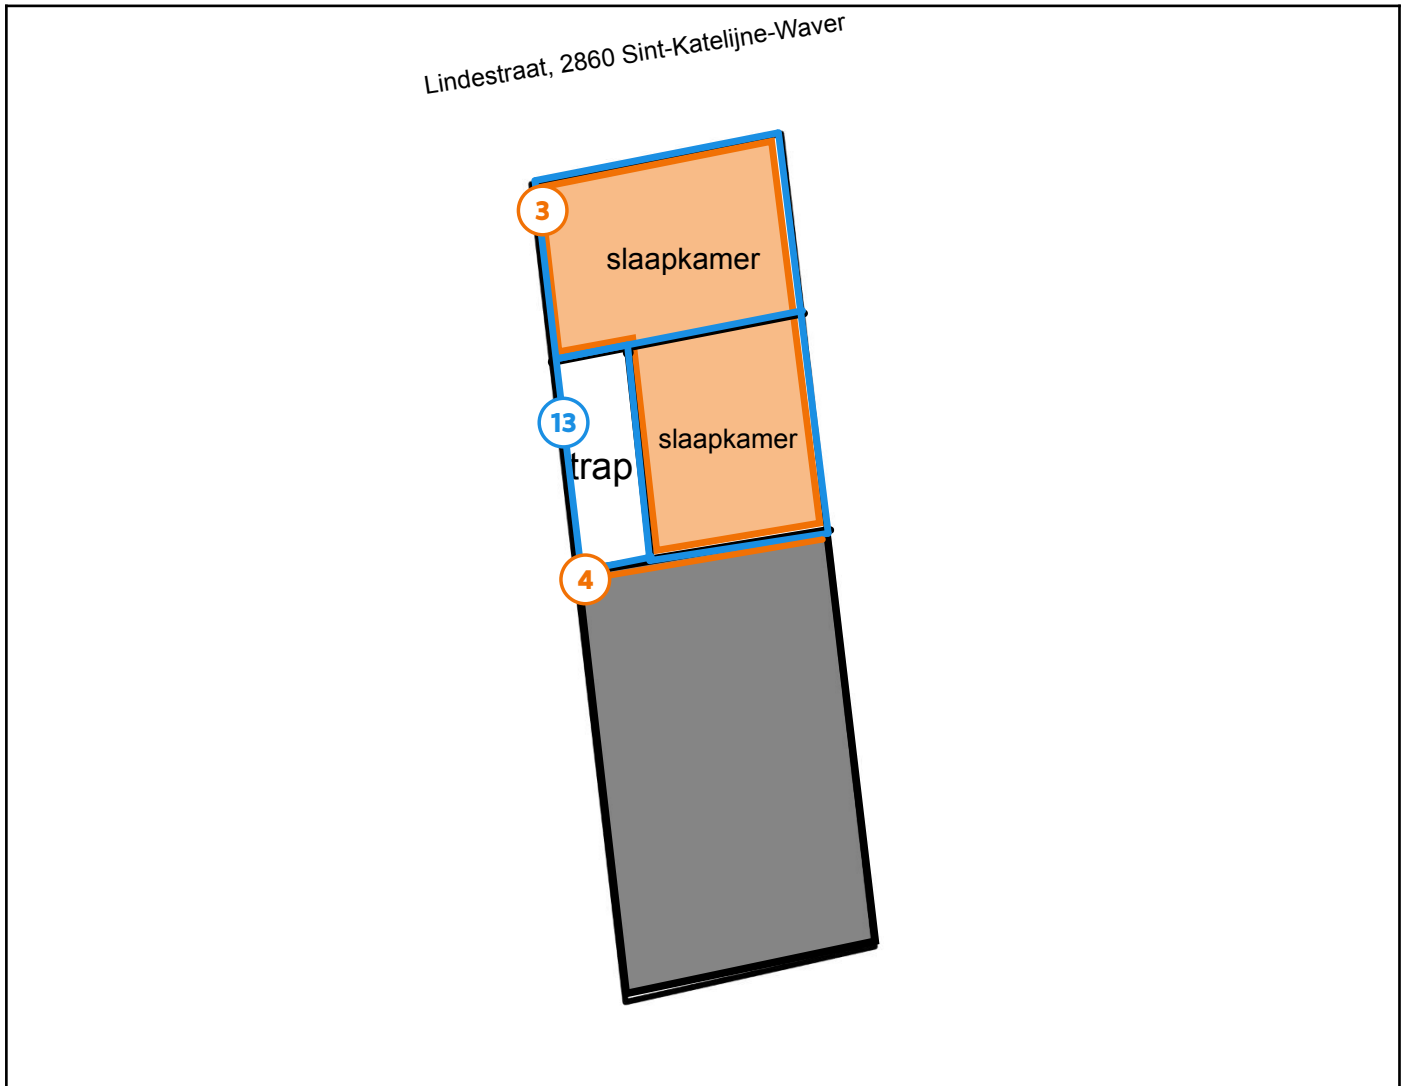 Lindestraat, 2860 Sint-Katelijne-Waver
3
slaapkamer
13
slaapkamer
trap
4